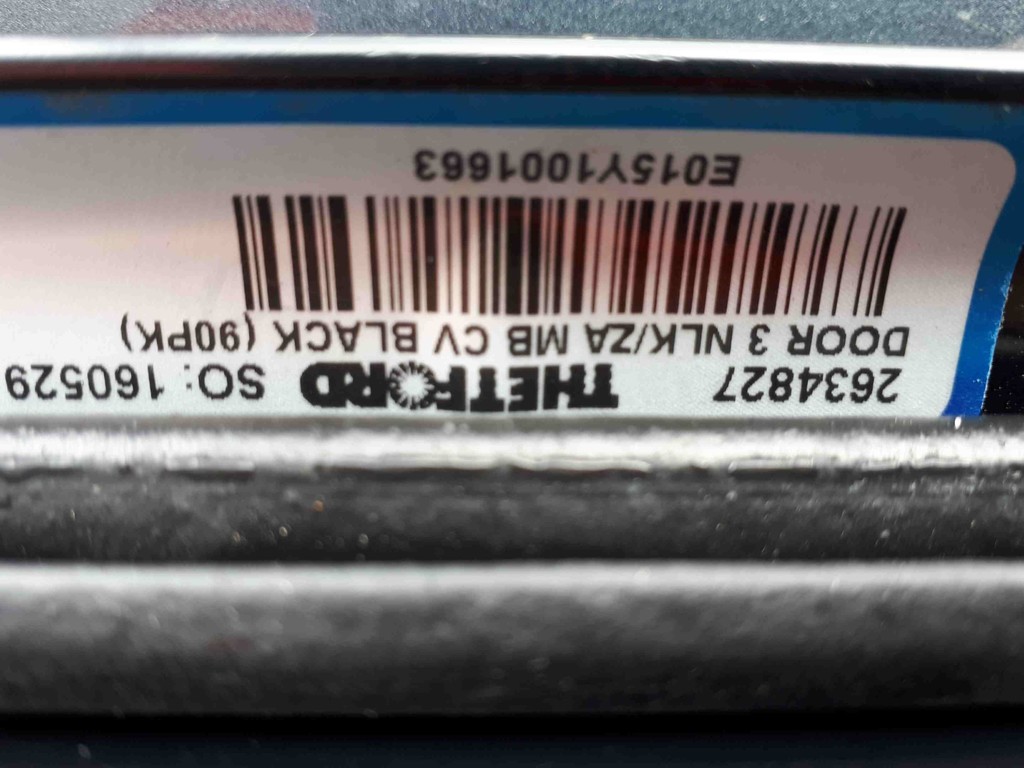 2634827 THETFORD SO: 160529
DOOR 3 NLK/ZA MB CV BLACK (90PK)
E015Y1001663